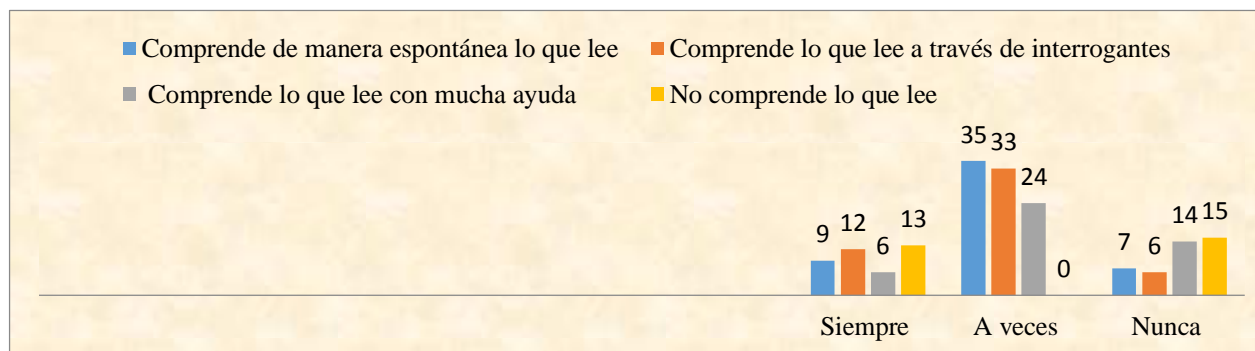 Comprende de manera espontánea lo que lee
Comprende lo que lee a través de interrogantes
Comprende lo que lee con mucha ayuda
No comprende lo que lee
9 12 6 13 35 33 24 0 7 6 14 15
Siempre A veces Nunca